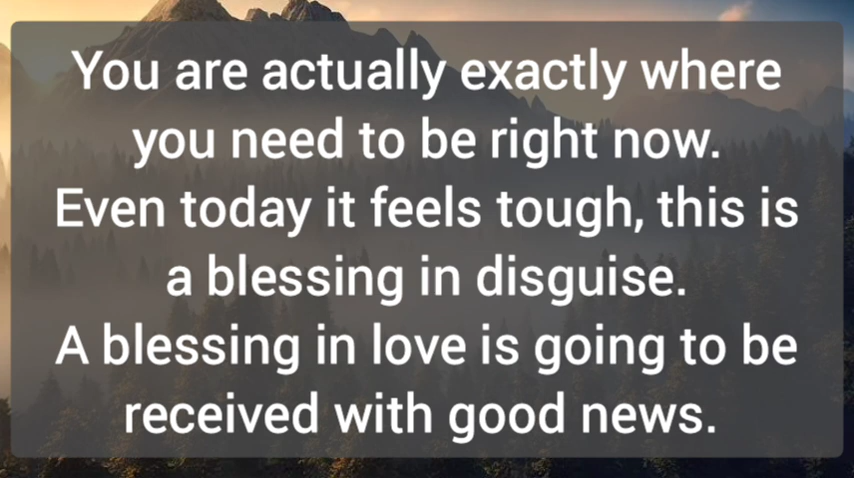 You are actually exactly where
you need to be right now.
Even today it feels tough, this is
a blessing in disguise.
A blessing in love is going to be
received with good news.